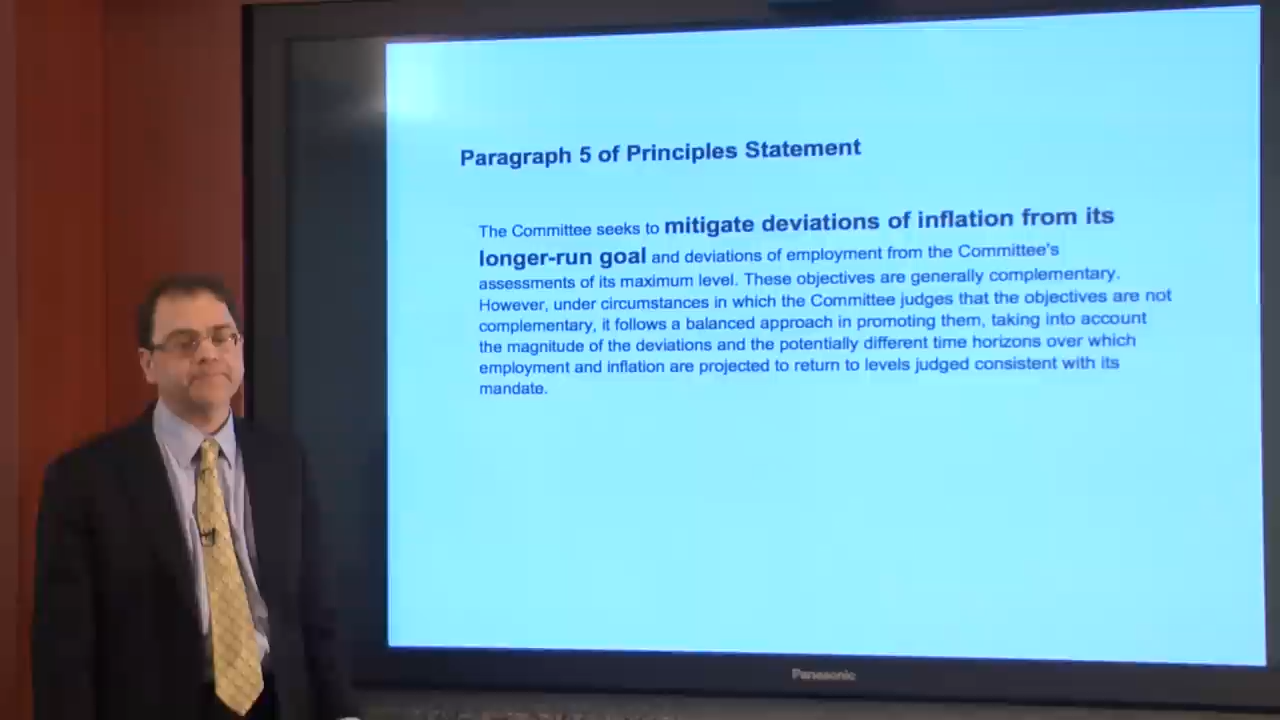 Paragraph 5 of Principles Statement
The Committee seeks to mitigate deviations of inflation from its
longer-run goal and deviations of employment from the Committee's
assessments of its maximum level. These objectives are generally complementary.
However, under circumstances in which the Committee judges that the objectives are not
complementary, it follows a balanced approach in promoting them, taking into account
the magnitude of the deviations and the potentially different time horizons over which
employment and inflation are projected to return to levels judged consistent with its
mandate.
Panasonic